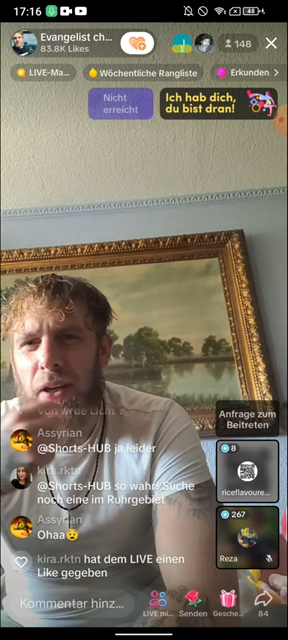 17:16
48
Evangelist ch...
83.8K Likes
148
LIVE-Ma...
Wöchentliche Rangliste
Erkunden
Nicht
erreicht
Ich hab dich,
du bist dran!
Assyrian
@Shorts-HUB ja leider
kira.rktn
@Shorts-HUB so wahr! Suche
noch eine im Ruhrgebiet
Assyrian
Ohaa😧
kira.rktn hat dem LIVE einen
Like gegeben
Anfrage zum
Beitreten
8
riceflavoure...
267
Reza
Kommentar hinz...
LIVE mi...
Senden
Gesche...
84